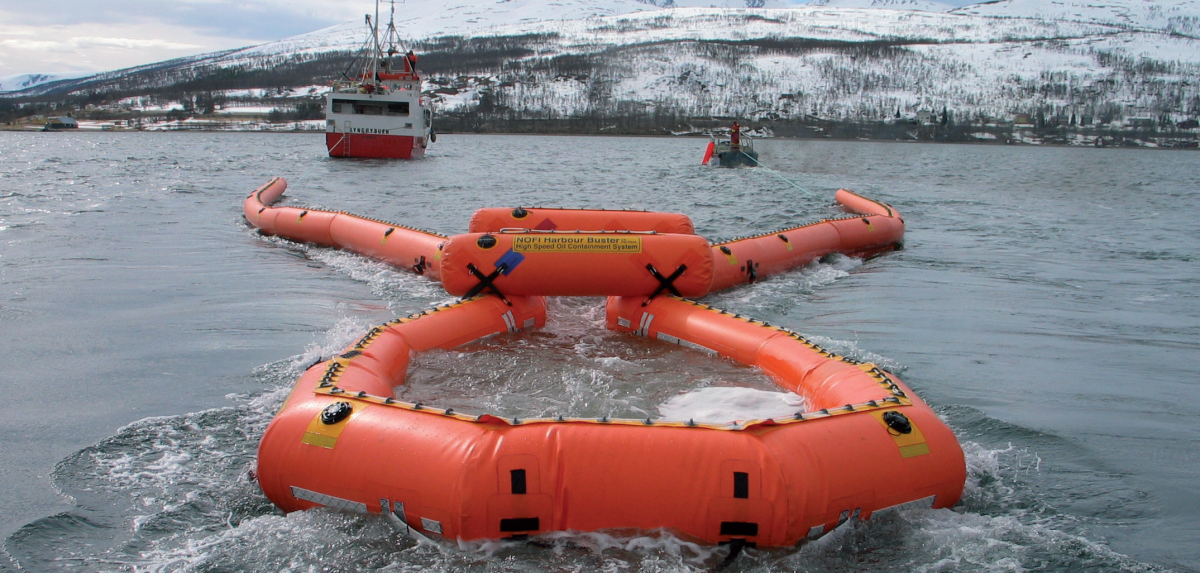 NOFI Harbour Buster
High Speed Oil Containment System